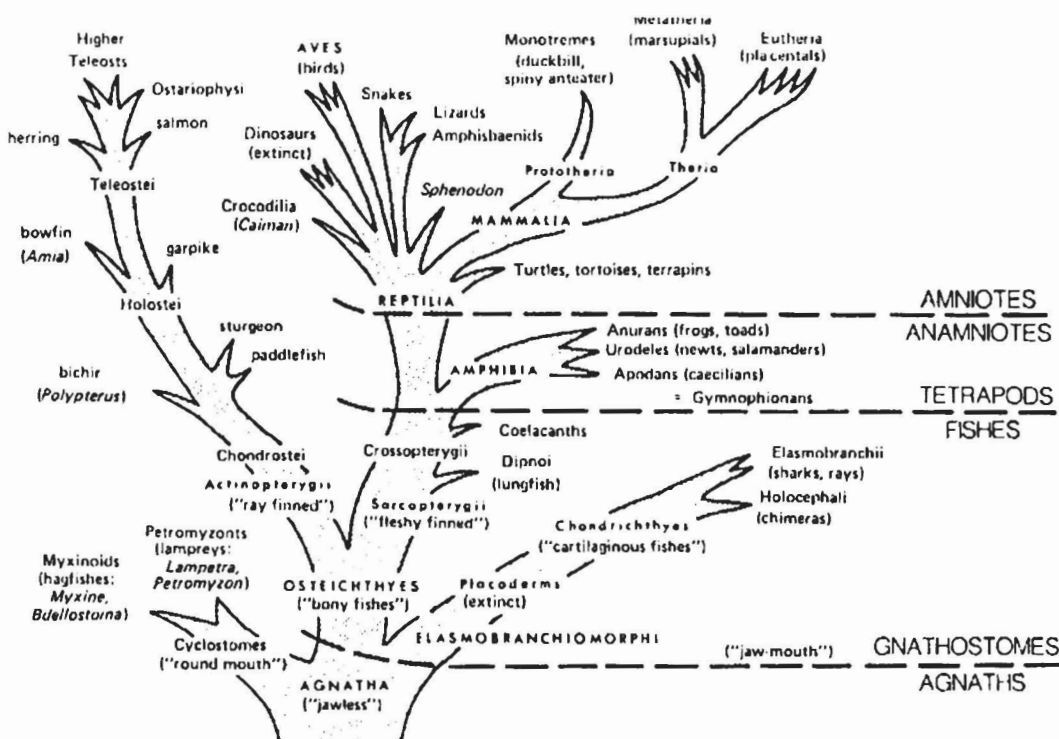 Higher
Teleosts
Ostariophysi
herring
salmon
Teleostei
bowfin
(Amia)
garpike
Holostei
sturgeon
paddlefish
bichir
(Polypterus)
Chondrostei
Actinopterygii
("ray finned")
AVES
(birds)
Snakes
Lizards
Amphisbaenids
Dinosaurs
(extinct)
Sphenodon
Crocodilia
(Caiman)
Monotremes
(duckbill,
spiny anteater)
Metatheria
(marsupials)
Eutheria
(placentals)
Prototheria
Theria
MAMMALIA
Turtles, tortoises, terrapins
REPTILIA
AMNIOTES
ANAMNIOTES
Anurans (frogs, toads)
Urodeles (newts, salamanders)
AMPHIBIA
Apodans (caecilians)
= Gymnophionans
TETRAPODS
FISHES
Coelacanths
Crossopterygii
Dipnoi
(lungfish)
Sarcopterygii
("fleshy finned")
Elasmobranchii
(sharks, rays)
Holocephali
(chimeras)
Chondrichthyes
("cartilaginous fishes")
Petromyzonts
(lampreys:
Lampetra,
Petromyzon)
Myxinoids
(hagfishes:
Myxine,
Bdellostoma)
OSTEICHTHYES
("bony fishes")
Placoderms
(extinct)
Cyclostomes
("round mouth")
ELASMOBRANCHIOMORPHI
("jaw-mouth")
GNATHOSTOMES
AGNATHS
AGNATHA
("jawless")